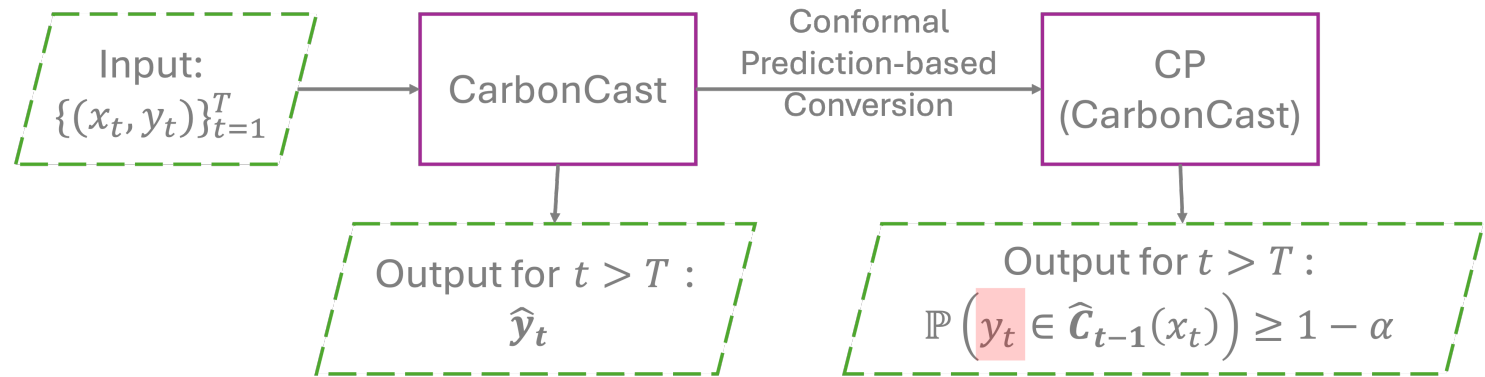 Input:
{(x_t, y_t)}_{t=1}^T
CarbonCast
Conformal
Prediction-based
Conversion
CP
(CarbonCast)
Output for t > T :
ŷ_t
Output for t > T :
ℙ(y_t ∈ Ĉ_{t−1}(x_t)) ≥ 1 − α